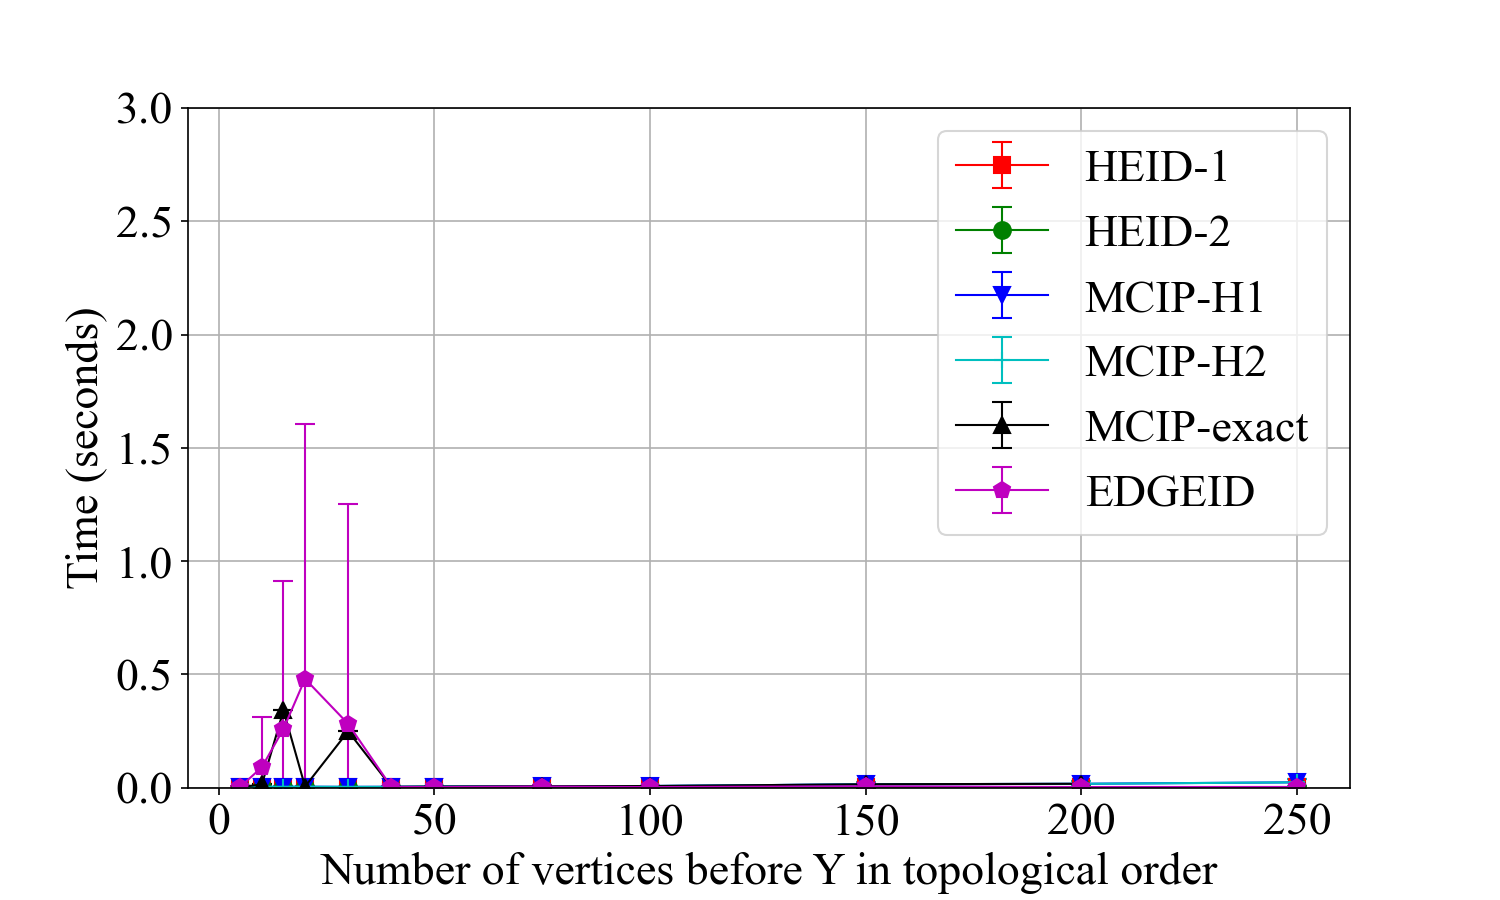 3.0
2.5
2.0
1.5
1.0
0.5
0.0
Time (seconds)
HEID-1
HEID-2
MCIP-H1
MCIP-H2
MCIP-exact
EDGEID
0 50 100 150 200 250
Number of vertices before Y in topological order